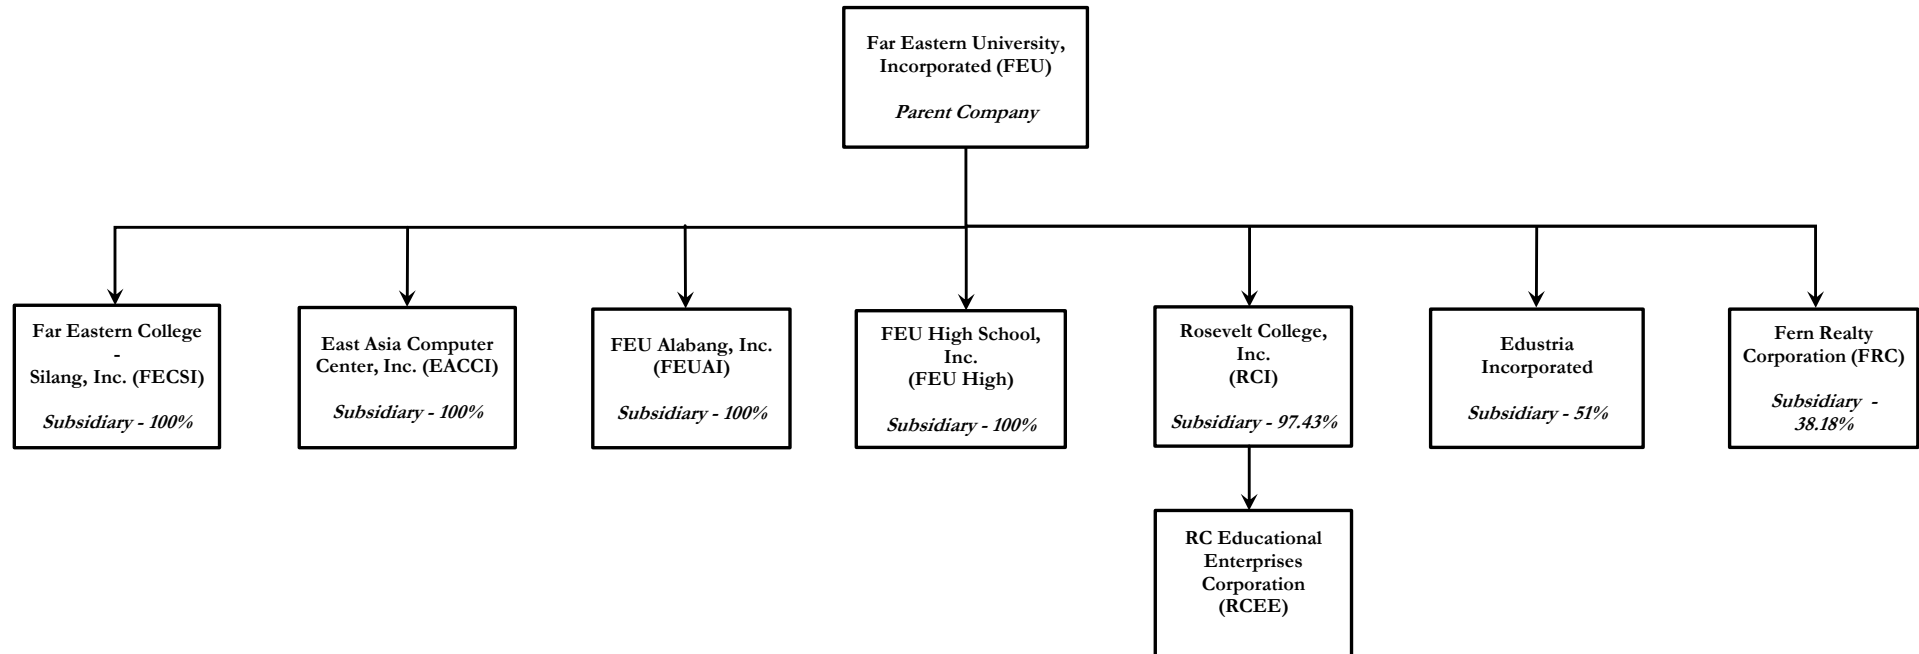 Far Eastern University,
Incorporated (FEU)
Parent Company
Far Eastern College
-
Silang, Inc. (FECSI)
Subsidiary - 100%
East Asia Computer
Center, Inc. (EACCI)
Subsidiary - 100%
FEU Alabang, Inc.
(FEUAI)
Subsidiary - 100%
FEU High School,
Inc.
(FEU High)
Subsidiary - 100%
Rosevelt College,
Inc.
(RCI)
Subsidiary - 97.43%
Edustria
Incorporated
Subsidiary - 51%
Fern Realty
Corporation (FRC)
Subsidiary -
38.18%
RC Educational
Enterprises
Corporation
(RCEE)